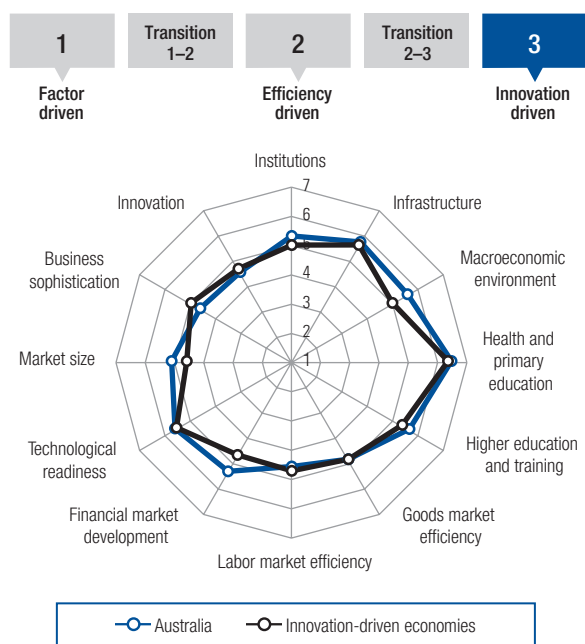 1
Transition
1–2
2
Transition
2–3
3
Factor
driven
Efficiency
driven
Innovation
driven
Institutions
7
Innovation
Infrastructure
6
5
Business
sophistication
Macroeconomic
environment
4
3
2
Market size
1
Health and
primary
education
Technological
readiness
Higher education
and training
Financial market
development
Goods market
efficiency
Labor market efficiency
Australia
Innovation-driven economies